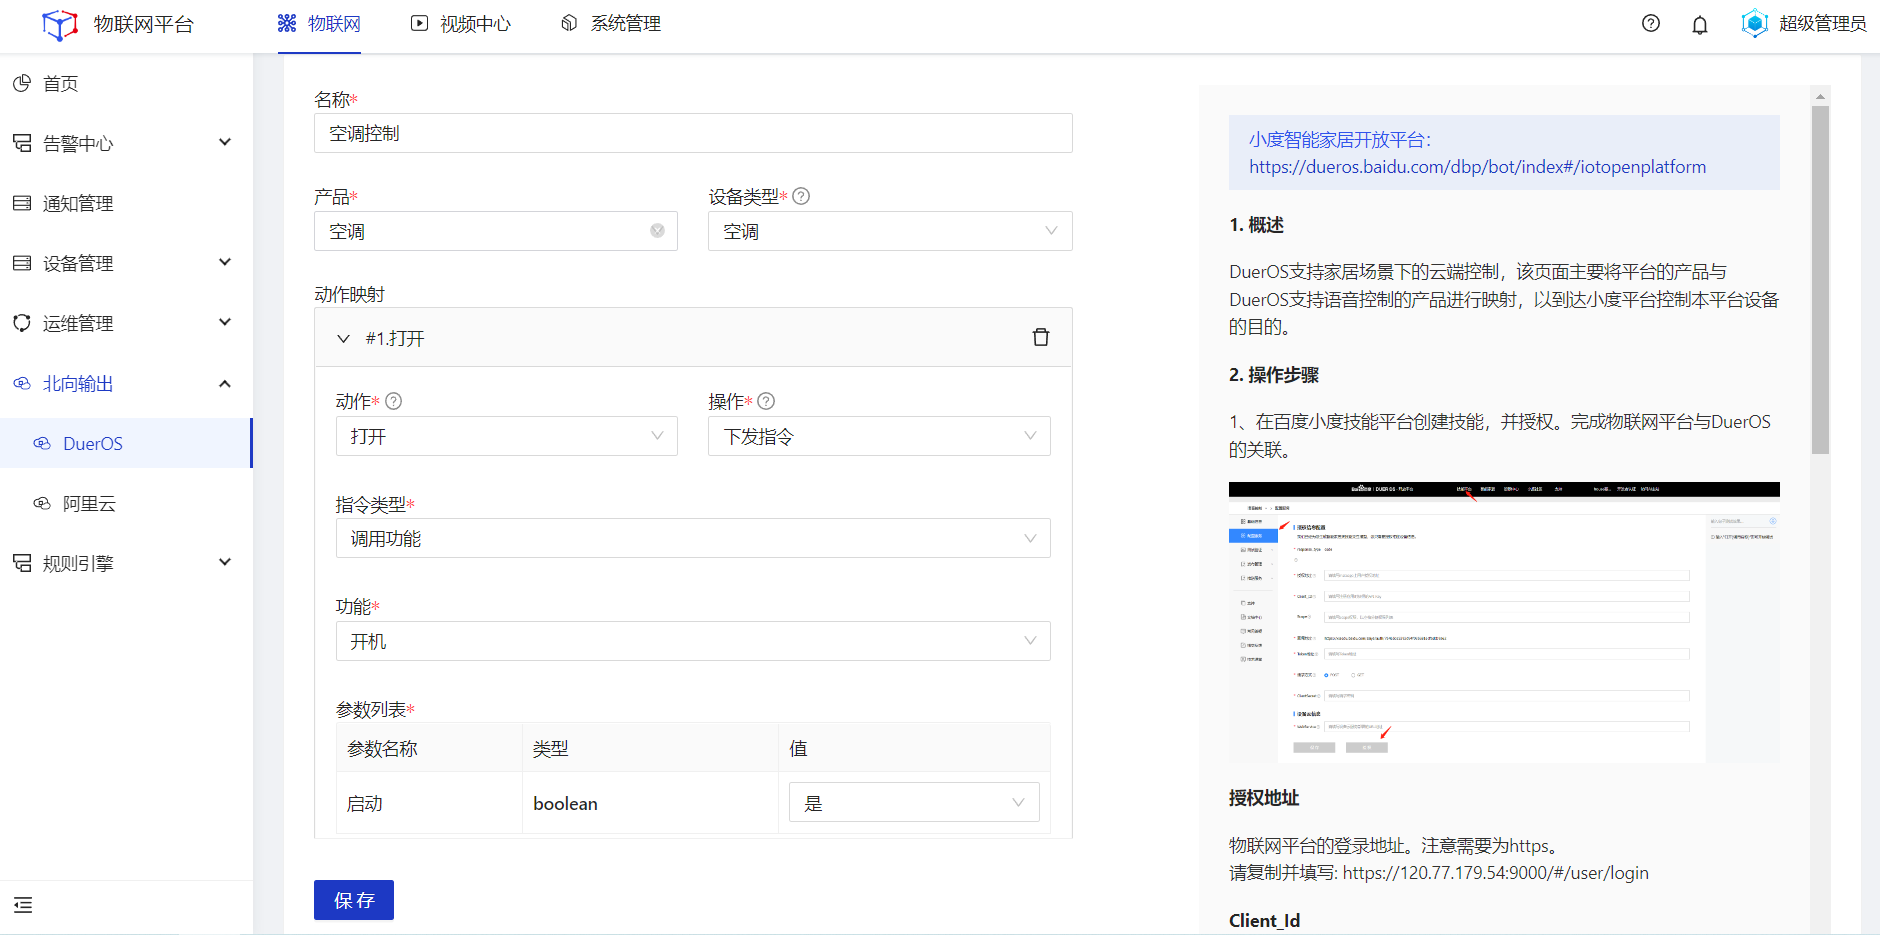 物联网平台
物联网
视频中心
系统管理
超级管理员
首页
告警中心
通知管理
设备管理
运维管理
北向输出
DuerOS
阿里云
规则引擎
名称*
空调控制
产品*
设备类型*
空调
空调
动作映射
#1.打开
动作*
操作*
打开
下发指令
指令类型*
调用功能
功能*
开机
参数列表*
参数名称 类型 值
启动 boolean 是
保存
小度智能家居开放平台：
https://dueros.baidu.com/dbp/bot/index#/iotopenplatform
1. 概述
DuerOS支持家居场景下的云端控制，该页面主要将平台的产品与
DuerOS支持语音控制的产品进行映射，以到达小度平台控制本平台设备
的目的。
2. 操作步骤
1、在百度小度技能平台创建技能，并授权。完成物联网平台与DuerOS
的关联。
授权地址
物联网平台的登录地址。注意需要为https。
请复制并填写: https://120.77.179.54:9000/#/user/login
Client_Id